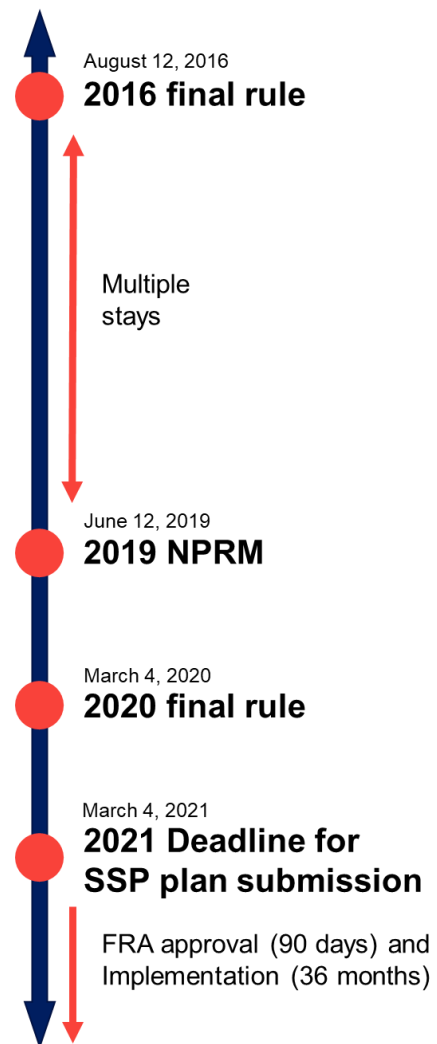 August 12, 2016
2016 final rule
Multiple
stays
June 12, 2019
2019 NPRM
March 4, 2020
2020 final rule
March 4, 2021
2021 Deadline for
SSP plan submission
FRA approval (90 days) and
Implementation (36 months)